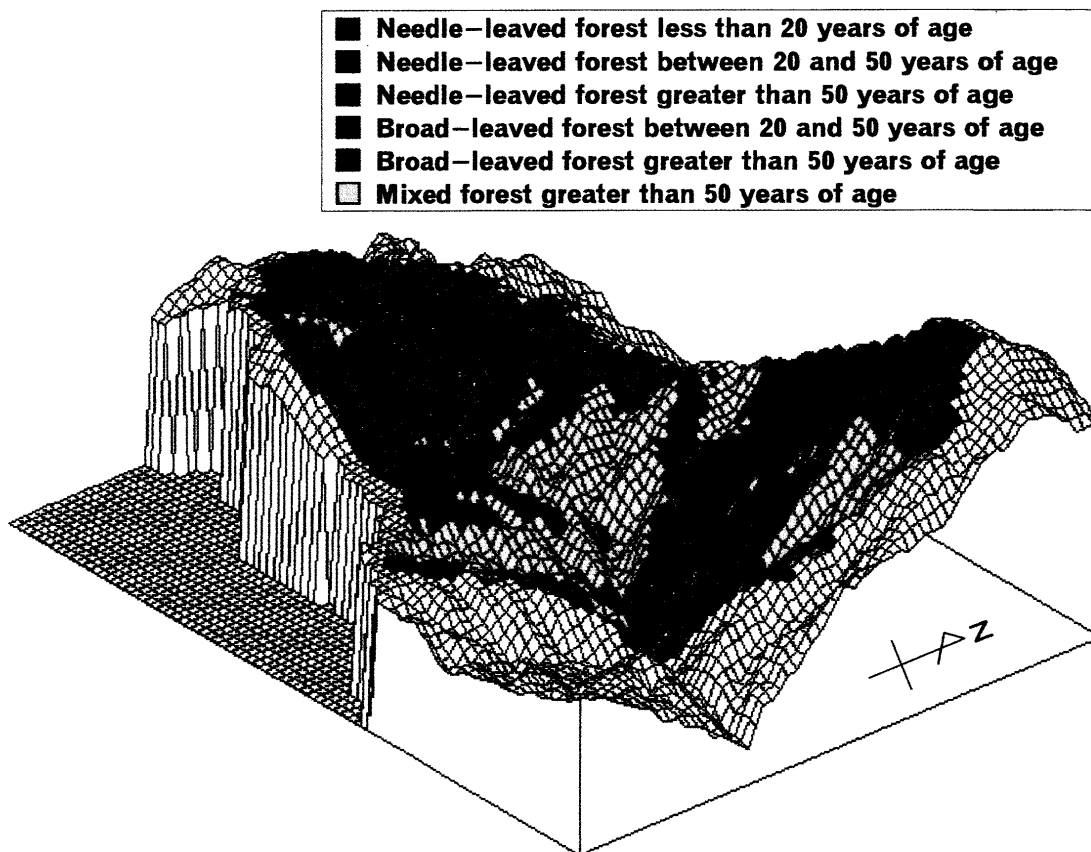 Needle-leaved forest less than 20 years of age
Needle-leaved forest between 20 and 50 years of age
Needle-leaved forest greater than 50 years of age
Broad-leaved forest between 20 and 50 years of age
Broad-leaved forest greater than 50 years of age
Mixed forest greater than 50 years of age
N